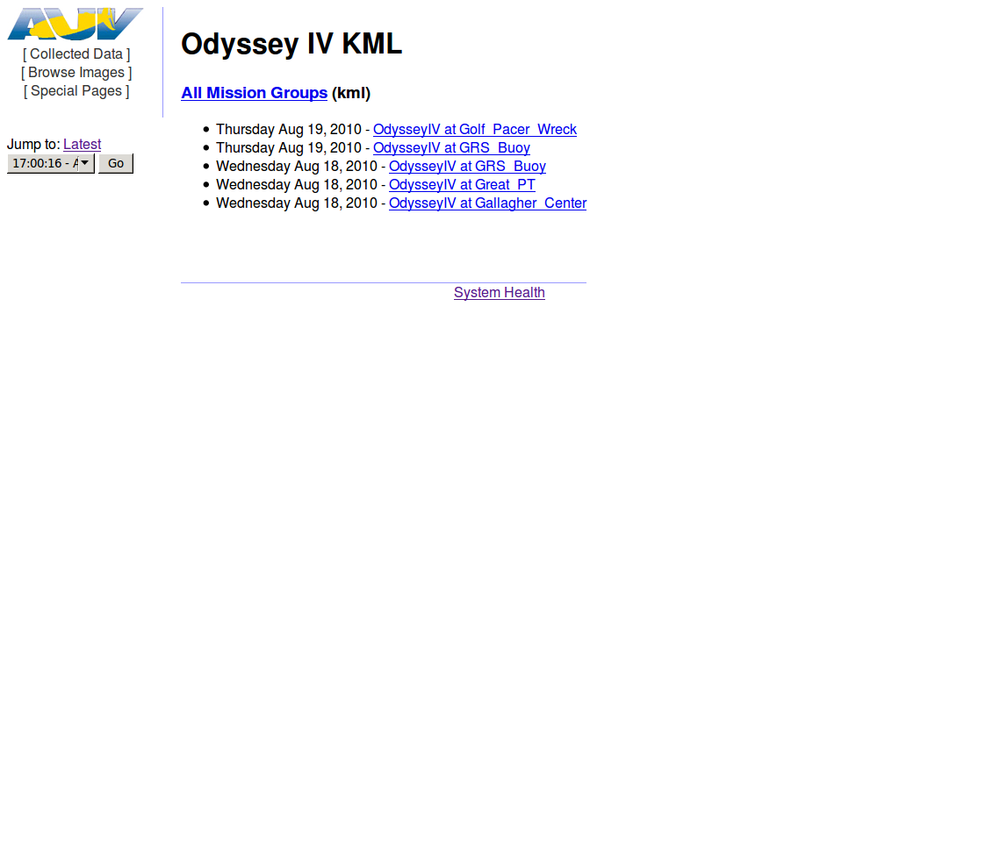 AUV
[ Collected Data ]
[ Browse Images ]
[ Special Pages ]
Jump to: Latest
17:00:16 -
Go
Odyssey IV KML
All Mission Groups (kml)
Thursday Aug 19, 2010 - OdysseyIV at Golf_Pacer_Wreck
Thursday Aug 19, 2010 - OdysseyIV at GRS_Buoy
Wednesday Aug 18, 2010 - OdysseyIV at GRS_Buoy
Wednesday Aug 18, 2010 - OdysseyIV at Great_PT
Wednesday Aug 18, 2010 - OdysseyIV at Gallagher_Center
System Health